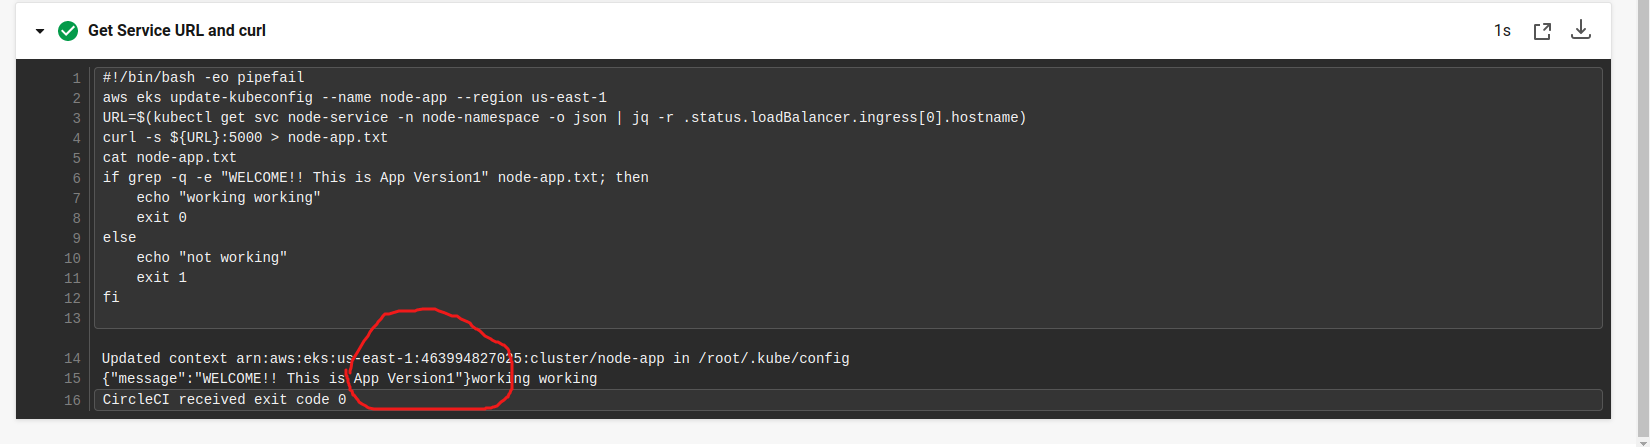 Get Service URL and curl
1s
1 #!/bin/bash -eo pipefail
2 aws eks update-kubeconfig --name node-app --region us-east-1
3 URL=$(kubectl get svc node-service -n node-namespace -o json | jq -r .status.loadBalancer.ingress[0].hostname)
4 curl -s ${URL}:5000 > node-app.txt
5 cat node-app.txt
6 if grep -q -e "WELCOME!! This is App Version1" node-app.txt; then
7     echo "working working"
8     exit 0
9 else
10     echo "not working"
11     exit 1
12 fi
13
14 Updated context arn:aws:eks:us-east-1:463994827025:cluster/node-app in /root/.kube/config
15 {"message":"WELCOME!! This is App Version1"}working working
16 CircleCI received exit code 0